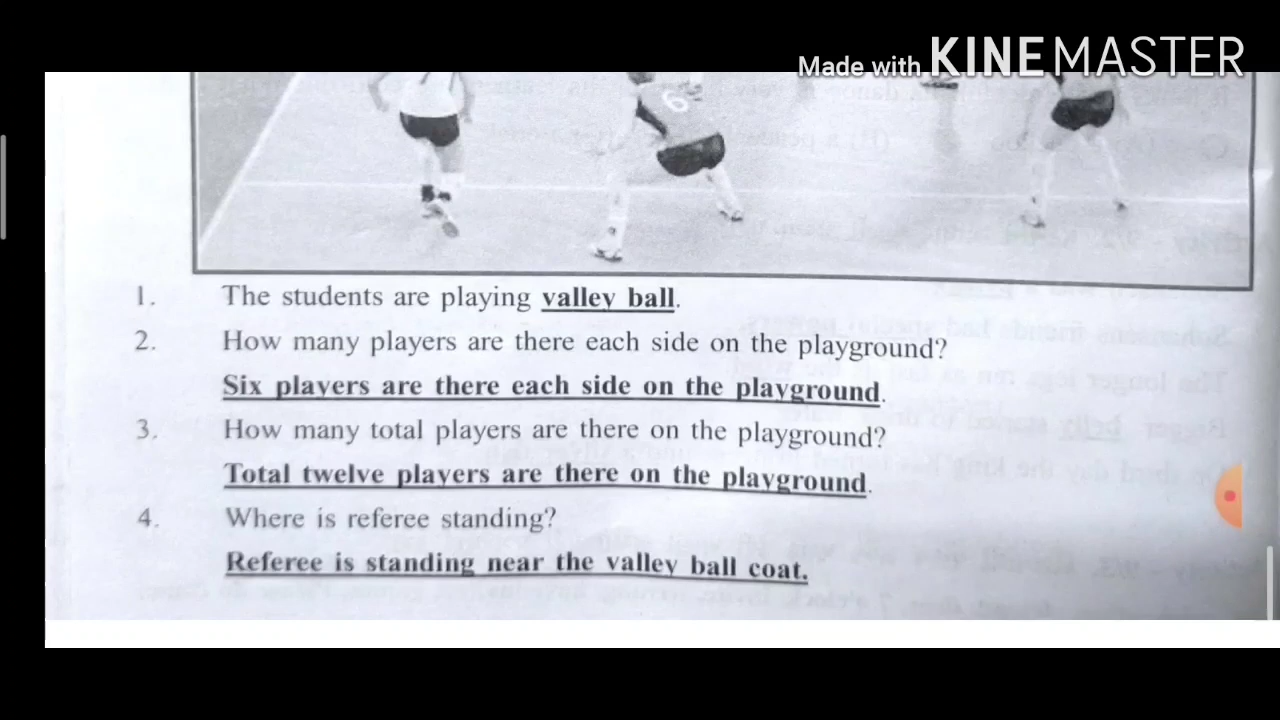 Made with KINEMASTER
6
1. The students are playing valley ball.
2. How many players are there each side on the playground?
Six players are there each side on the playground.
3. How many total players are there on the playground?
Total twelve players are there on the playground.
4. Where is referee standing?
Referee is standing near the valley ball coat.